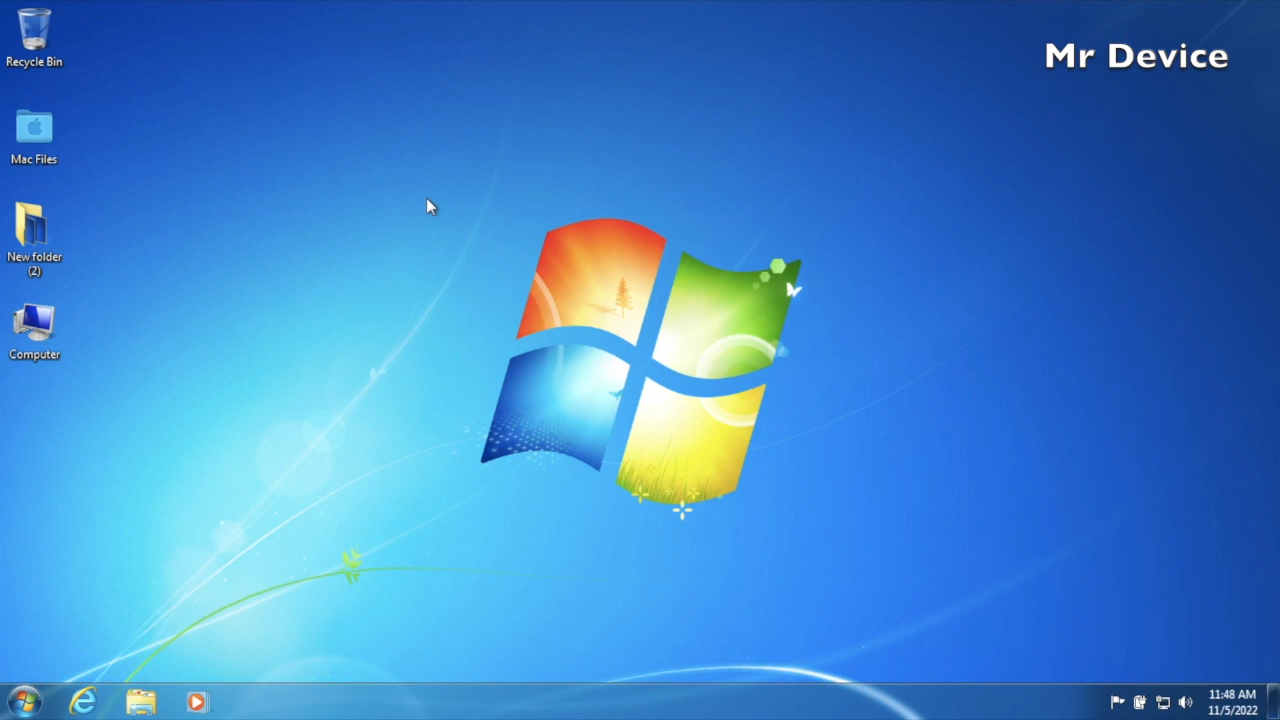 Recycle Bin
Mr Device
Mac Files
New folder
(2)
Computer
11:48 AM
11/5/2022